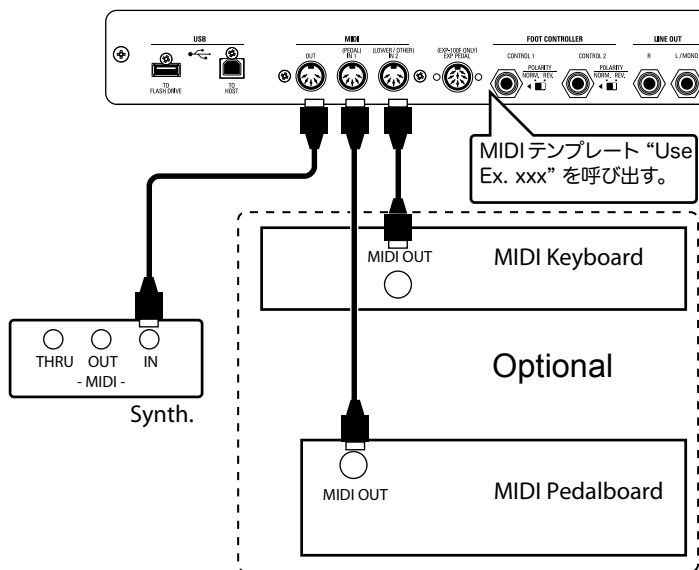 USB
MIDI
FOOT CONTROLLER
LINE OUT
OUT
(PEDAL)
IN 1
(LOWER / OTHER)
IN 2
(EXP-100F ONLY)
EXP PEDAL
CONTROL 1
CONTROL 2
R
L / MONO
POLARITY
NORM. REV.
POLARITY
NORM. REV.
TO
FLASH DRIVE
TO
HOST
MIDIテンプレート “Use
Ex. xxx” を呼び出す。
MIDI OUT
MIDI Keyboard
THRU OUT IN
- MIDI -
Synth.
Optional
MIDI OUT
MIDI Pedalboard